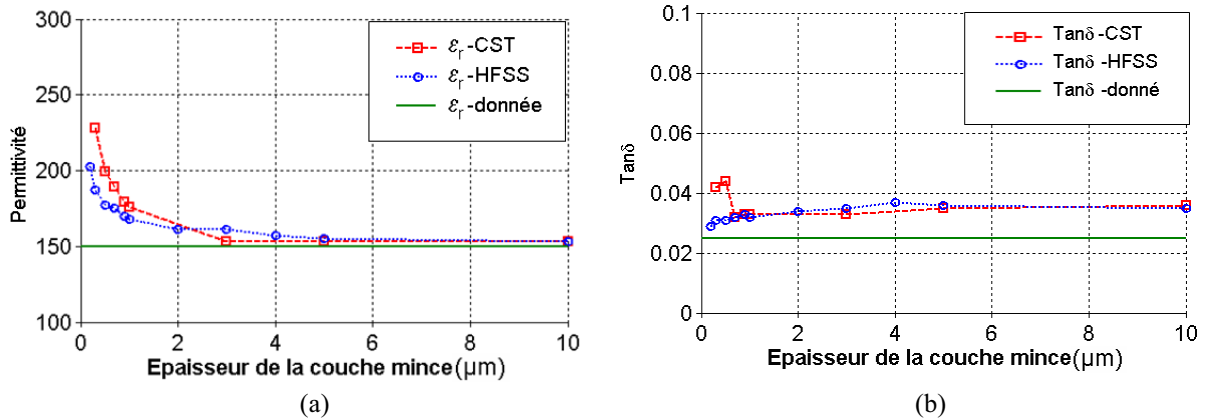 300
250
200
150
100
0
2
4
6
8
10
Permittivité
Epaisseur de la couche mince(µm)
εr-CST
εr-HFSS
εr-donnée
(a)
0.1
0.08
0.06
0.04
0.02
0
0
2
4
6
8
10
Tanδ
Epaisseur de la couche mince(µm)
Tanδ -CST
Tanδ -HFSS
Tanδ -donné
(b)